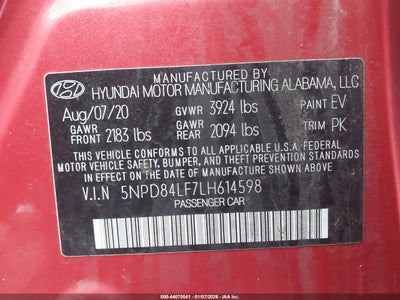 MANUFACTURED BY
HYUNDAI MOTOR MANUFACTURING ALABAMA, LLC
Aug/07/20 GVWR 3924 lbs PAINT EV
GAWR FRONT 2183 lbs GAWR REAR 2094 lbs TRIM PK
THIS VEHICLE CONFORMS TO ALL APPLICABLE U.S.A. FEDERAL
MOTOR VEHICLE SAFETY, BUMPER, AND THEFT
STANDARDS IN EFFECT
ON THE DATE OF MANUFACTURE SHOWN ABOVE.
V.I.N 5NPD84LF7LH614598
PASSENGER CAR
000-44070541 - 01/07/2026 - IAA Inc.